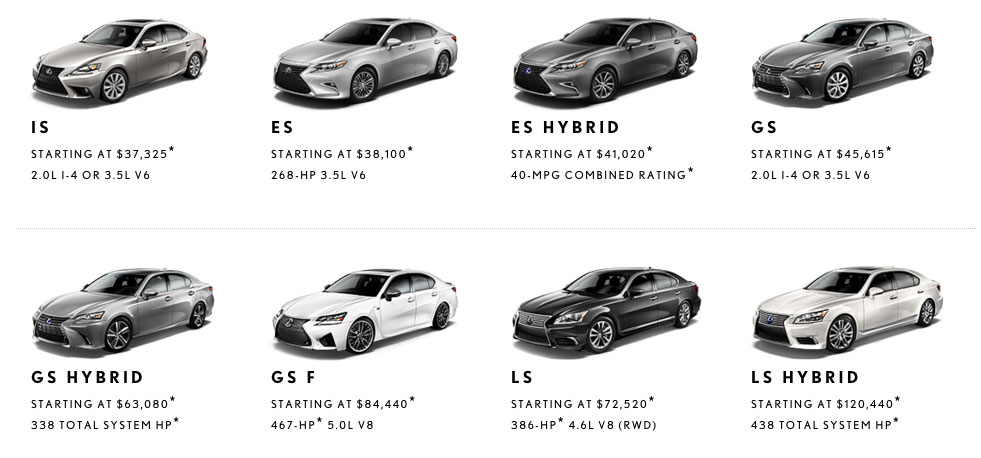 IS
STARTING AT $37,325*
2.0L I-4 OR 3.5L V6
ES
STARTING AT $38,100*
268-HP 3.5L V6
ES HYBRID
STARTING AT $41,020*
40-MPG COMBINED RATING*
GS
STARTING AT $45,615*
2.0L I-4 OR 3.5L V6
GS HYBRID
STARTING AT $63,080*
338 TOTAL SYSTEM HP*
GS F
STARTING AT $84,440*
467-HP* 5.0L V8
LS
STARTING AT $72,520*
386-HP* 4.6L V8 (RWD)
LS HYBRID
STARTING AT $120,440*
438 TOTAL SYSTEM HP*